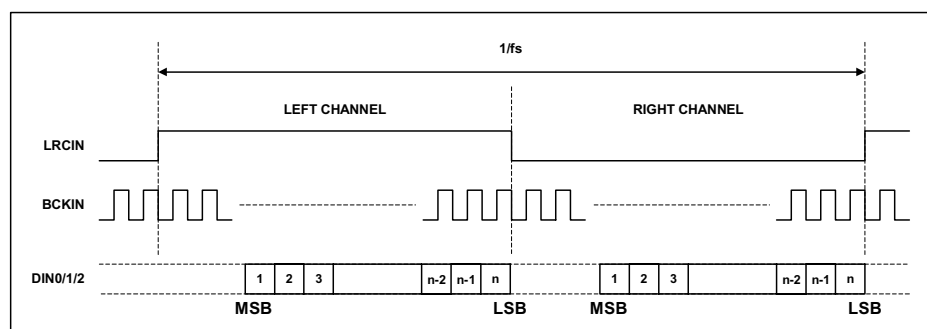 1/fs
LEFT CHANNEL RIGHT CHANNEL
LRCIN
BCKIN
DIN0/1/2 1 2 3 n-2 n-1 n 1 2 3 n-2 n-1 n
MSB LSB MSB LSB